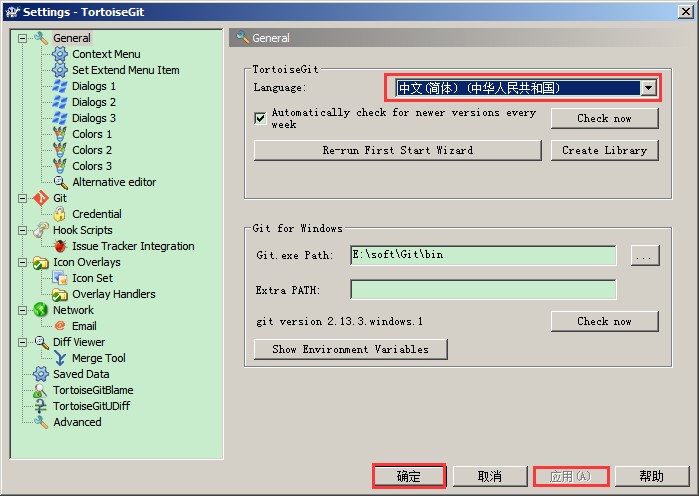 Settings - TortoiseGit
General
Context Menu
Set Extend Menu Item
Dialogs 1
Dialogs 2
Dialogs 3
Colors 1
Colors 2
Colors 3
Alternative editor
Git
Credential
Hook Scripts
Issue Tracker Integration
Icon Overlays
Icon Set
Overlay Handlers
Network
Email
Diff Viewer
Merge Tool
Saved Data
TortoiseGitBlame
TortoiseGitUDiff
Advanced
General
TortoiseGit
Language: 中文(简体) (中华人民共和国)
Automatically check for newer versions every
week
Check now
Re-run First Start Wizard
Create Library
Git for Windows
Git.exe Path: E:\soft\Git\bin ...
Extra PATH:
git version 2.13.3.windows.1 Check now
Show Environment Variables
确定 取消 应用(A) 帮助